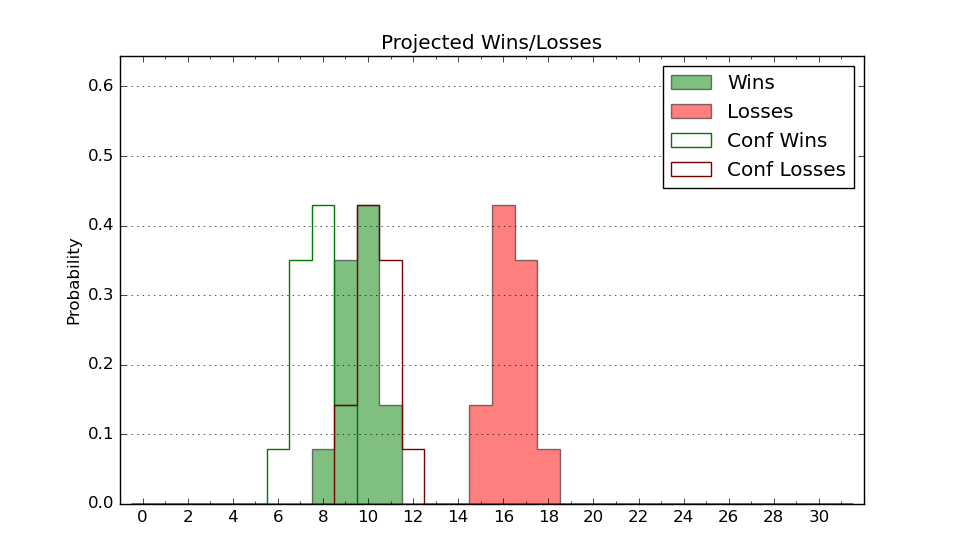 Projected Wins/Losses
Wins
Losses
Conf Wins
Conf Losses
Probability
0.6
0.5
0.4
0.3
0.2
0.1
0.0
0 2 4 6 8 10 12 14 16 18 20 22 24 26 28 30